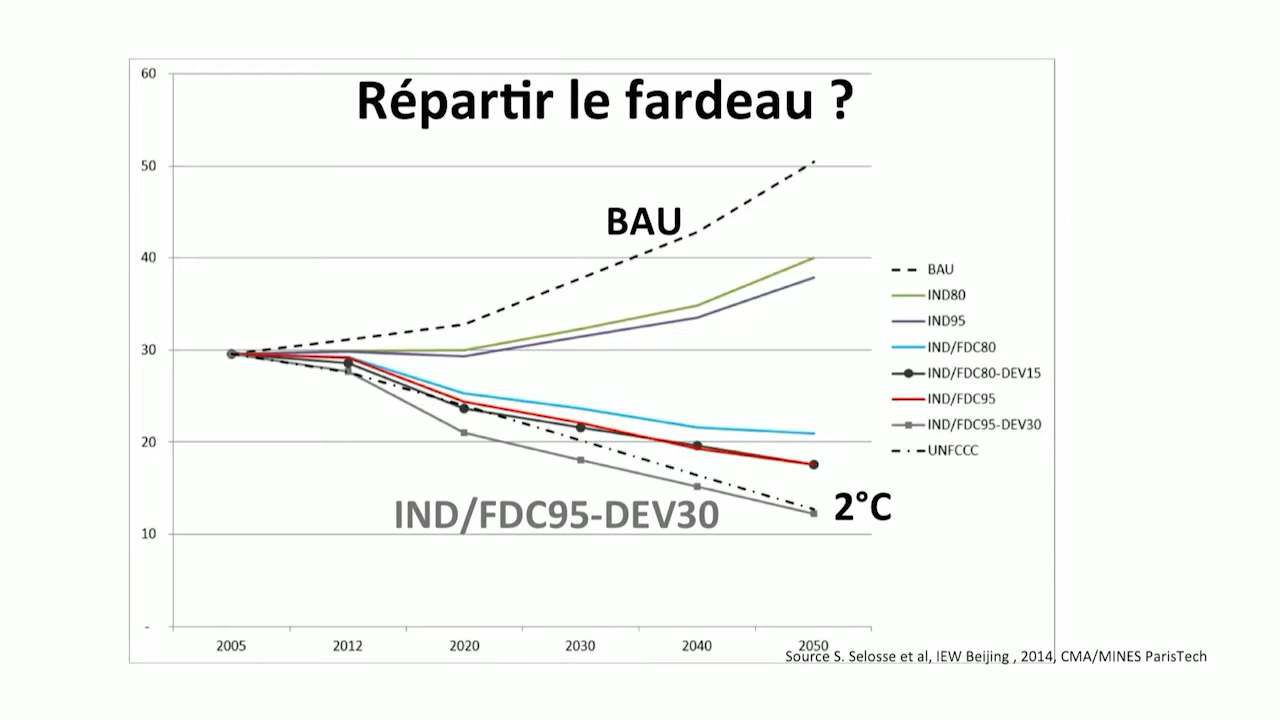 Répartir le fardeau ?
60
50
40
30
20
10
-
BAU
IND/FDC95-DEV30
2°C
BAU
IND80
IND95
IND/FDC80
IND/FDC80-DEV15
IND/FDC95
IND/FDC95-DEV30
UNFCCC
2005 2012 2020 2030 2040 2050
Source S. Selosse et al, IEW Beijing , 2014, CMA/MINES ParisTech